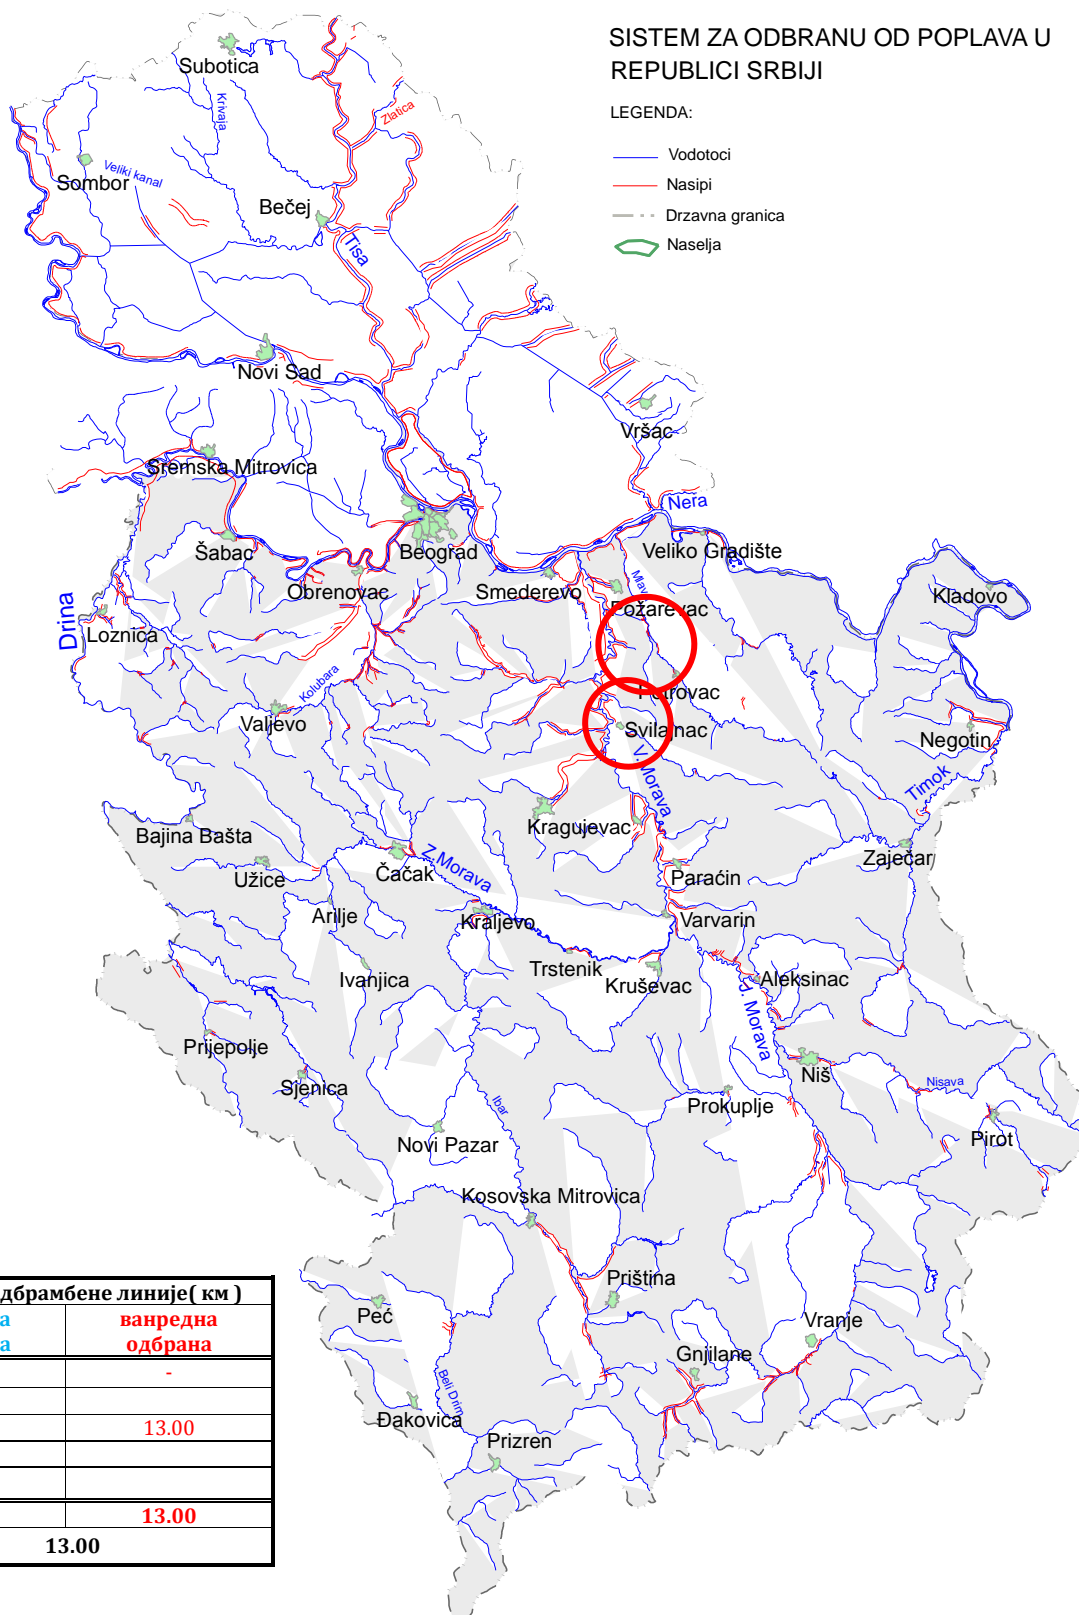 SISTEM ZA ODBRANU OD POPLAVA U
REPUBLICI SRBIJI
LEGENDA:
Vodotoci
Nasipi
Drzavna granica
Naselja
Subotica
Krivaja
Zlatica
Sombor
Veliki kanal
Bečej
Tisa
Novi Sad
Vršac
Sremska Mitrovica
Nera
Šabac
Beograd
Veliko Gradište
Obrenovac
Smederevo
Kladovo
Drina
Požarevac
Loznica
Kolubara
Petrovac
Valjevo
Svilajnac
Negotin
V. Morava
Timok
Bajina Bašta
Kragujevac
Zaječar
Užice
Čačak
Z.Morava
Paraćin
Arilje
Kraljevo
Varvarin
Ivanjica
Trstenik
Kruševac
Aleksinac
J. Morava
Prijepolje
Sjenica
Niš
Nisava
Ibar
Prokuplje
Novi Pazar
Pirot
Kosovska Mitrovica
Priština
Peć
Vranje
Gnjilane
Beli Drim
Đakovica
Prizren
дбрамбене линије( км )
а ванредна
а одбрана
-
13.00
13.00
13.00